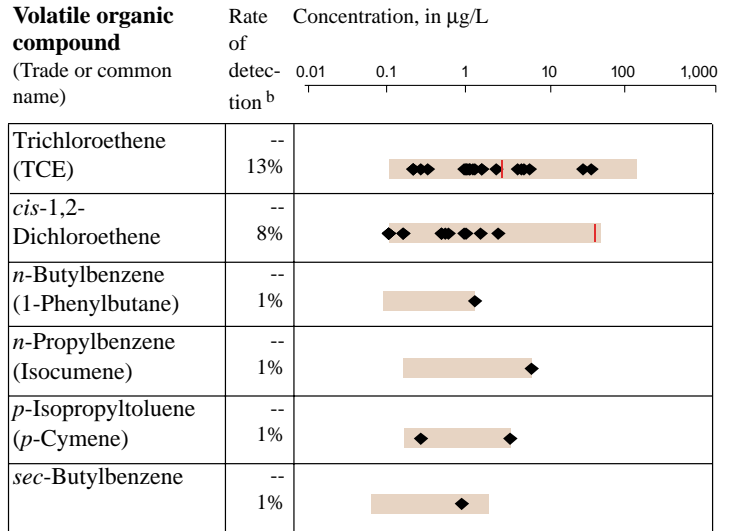 Volatile organic compound (Trade or common name)
Rate of detec- tion b
Concentration, in µg/L
0.01 0.1 1 10 100 1,000
Trichloroethene --
(TCE) 13%
cis-1,2- --
Dichloroethene 8%
n-Butylbenzene --
(1-Phenylbutane) 1%
n-Propylbenzene --
(Isocumene) 1%
p-Isopropyltoluene --
(p-Cymene) 1%
sec-Butylbenzene --
1%